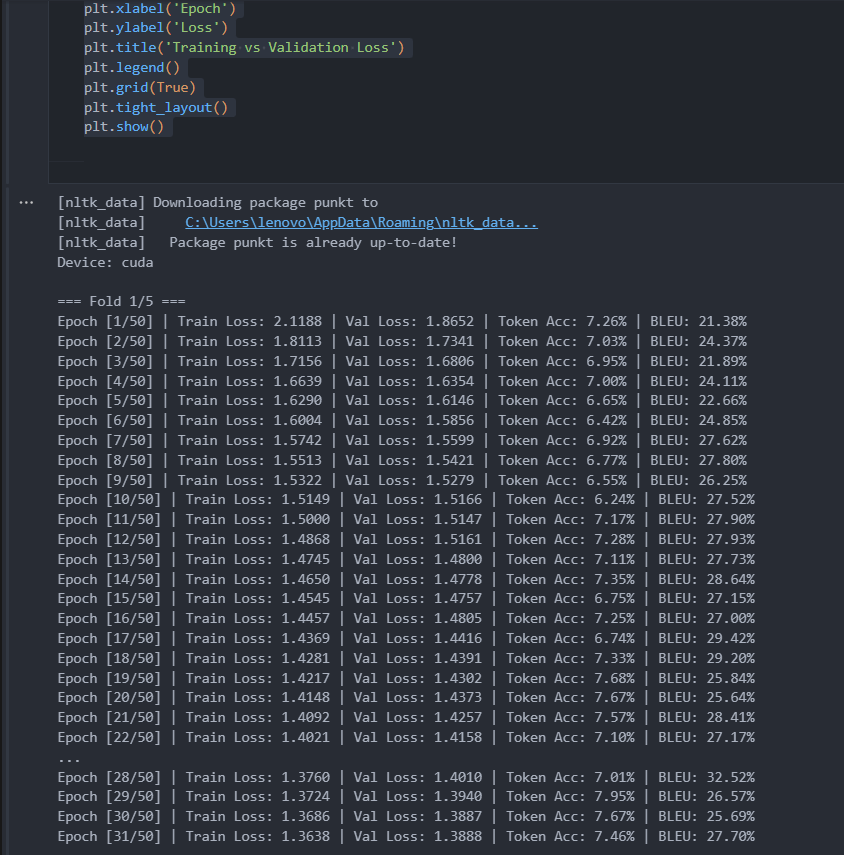 plt.xlabel('Epoch')
plt.ylabel('Loss')
plt.title('Training vs Validation Loss')
plt.legend()
plt.grid(True)
plt.tight_layout()
plt.show()
... [nltk_data] Downloading package punkt to
[nltk_data]     C:\Users\lenovo\AppData\Roaming\nltk_data...
[nltk_data]   Package punkt is already up-to-date!
Device: cuda
=== Fold 1/5 ===
Epoch [1/50] | Train Loss: 2.1188 | Val Loss: 1.8652 | Token Acc: 7.26% | BLEU: 21.38%
Epoch [2/50] | Train Loss: 1.8113 | Val Loss: 1.7341 | Token Acc: 7.03% | BLEU: 24.37%
Epoch [3/50] | Train Loss: 1.7156 | Val Loss: 1.6806 | Token Acc: 6.95% | BLEU: 21.89%
Epoch [4/50] | Train Loss: 1.6639 | Val Loss: 1.6354 | Token Acc: 7.00% | BLEU: 24.11%
Epoch [5/50] | Train Loss: 1.6290 | Val Loss: 1.6146 | Token Acc: 6.65% | BLEU: 22.66%
Epoch [6/50] | Train Loss: 1.6004 | Val Loss: 1.5856 | Token Acc: 6.42% | BLEU: 24.85%
Epoch [7/50] | Train Loss: 1.5742 | Val Loss: 1.5599 | Token Acc: 6.92% | BLEU: 27.62%
Epoch [8/50] | Train Loss: 1.5513 | Val Loss: 1.5421 | Token Acc: 6.77% | BLEU: 27.80%
Epoch [9/50] | Train Loss: 1.5322 | Val Loss: 1.5279 | Token Acc: 6.55% | BLEU: 26.25%
Epoch [10/50] | Train Loss: 1.5149 | Val Loss: 1.5166 | Token Acc: 6.24% | BLEU: 27.52%
Epoch [11/50] | Train Loss: 1.5000 | Val Loss: 1.5147 | Token Acc: 7.17% | BLEU: 27.90%
Epoch [12/50] | Train Loss: 1.4868 | Val Loss: 1.5161 | Token Acc: 7.28% | BLEU: 27.93%
Epoch [13/50] | Train Loss: 1.4745 | Val Loss: 1.4800 | Token Acc: 7.11% | BLEU: 27.73%
Epoch [14/50] | Train Loss: 1.4650 | Val Loss: 1.4778 | Token Acc: 7.35% | BLEU: 28.64%
Epoch [15/50] | Train Loss: 1.4545 | Val Loss: 1.4757 | Token Acc: 6.75% | BLEU: 27.15%
Epoch [16/50] | Train Loss: 1.4457 | Val Loss: 1.4805 | Token Acc: 7.25% | BLEU: 27.00%
Epoch [17/50] | Train Loss: 1.4369 | Val Loss: 1.4416 | Token Acc: 6.74% | BLEU: 29.42%
Epoch [18/50] | Train Loss: 1.4281 | Val Loss: 1.4391 | Token Acc: 7.33% | BLEU: 29.20%
Epoch [19/50] | Train Loss: 1.4217 | Val Loss: 1.4302 | Token Acc: 7.68% | BLEU: 25.84%
Epoch [20/50] | Train Loss: 1.4148 | Val Loss: 1.4373 | Token Acc: 7.67% | BLEU: 25.64%
Epoch [21/50] | Train Loss: 1.4092 | Val Loss: 1.4257 | Token Acc: 7.57% | BLEU: 28.41%
Epoch [22/50] | Train Loss: 1.4021 | Val Loss: 1.4158 | Token Acc: 7.10% | BLEU: 27.17%
...
Epoch [28/50] | Train Loss: 1.3760 | Val Loss: 1.4010 | Token Acc: 7.01% | BLEU: 32.52%
Epoch [29/50] | Train Loss: 1.3724 | Val Loss: 1.3940 | Token Acc: 7.95% | BLEU: 26.57%
Epoch [30/50] | Train Loss: 1.3686 | Val Loss: 1.3887 | Token Acc: 7.67% | BLEU: 25.69%
Epoch [31/50] | Train Loss: 1.3638 | Val Loss: 1.3888 | Token Acc: 7.46% | BLEU: 27.70%